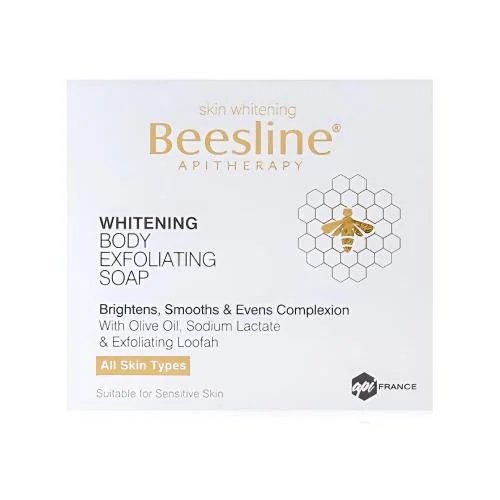 skin whitening
Beesline®
APITHERAPY
WHITENING
BODY
EXFOLIATING
SOAP
Brightens, Smooths & Evens Complexion
With Olive Oil, Sodium Lactate
& Exfoliating Loofah
All Skin Types
Suitable for Sensitive Skin
api FRANCE